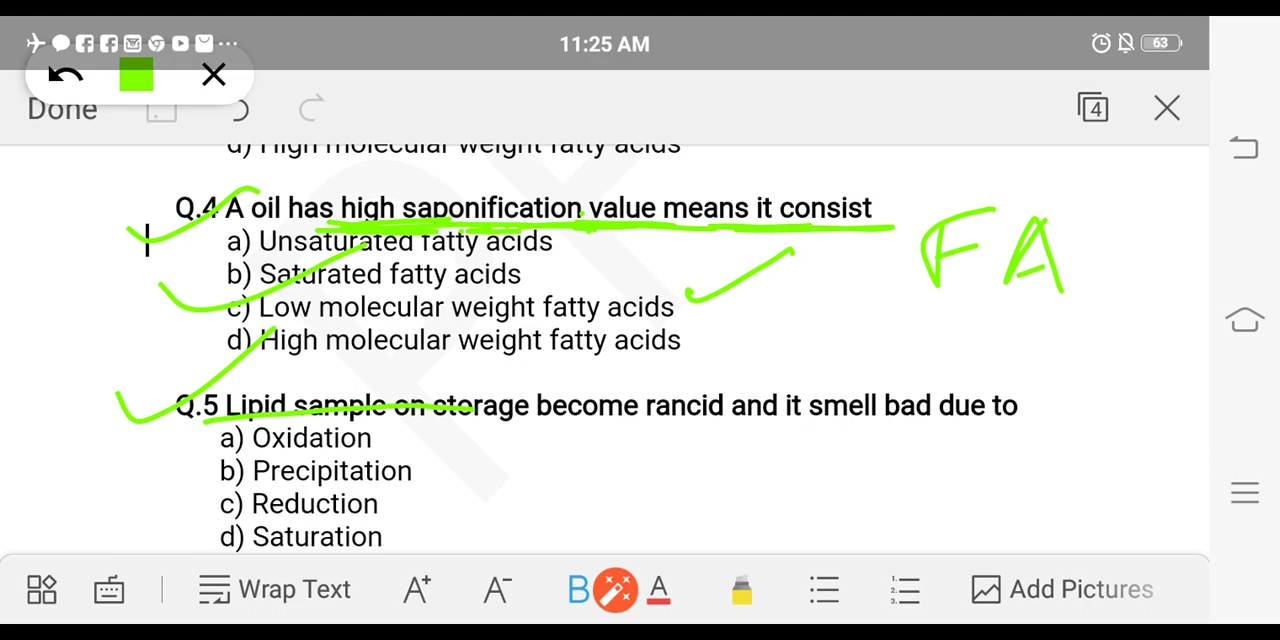 11:25 AM
63
Done
4
d) High molecular weight fatty acids
Q.4 A oil has high saponification value means it consist
a) Unsaturated fatty acids
b) Saturated fatty acids
c) Low molecular weight fatty acids
d) High molecular weight fatty acids
FA
Q.5 Lipid sample on storage become rancid and it smell bad due to
a) Oxidation
b) Precipitation
c) Reduction
d) Saturation
Wrap Text A+ A- B A Add Pictures